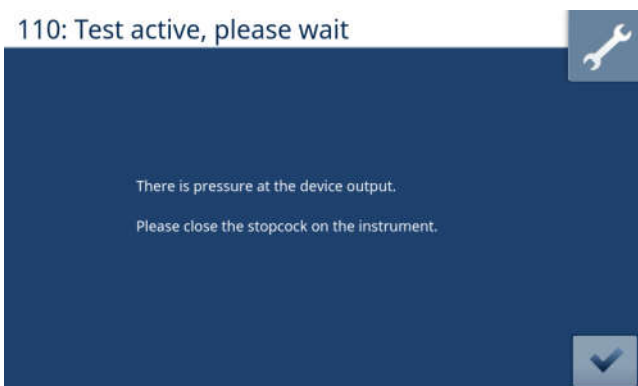 110: Test active, please wait
There is pressure at the device output.
Please close the stopcock on the instrument.